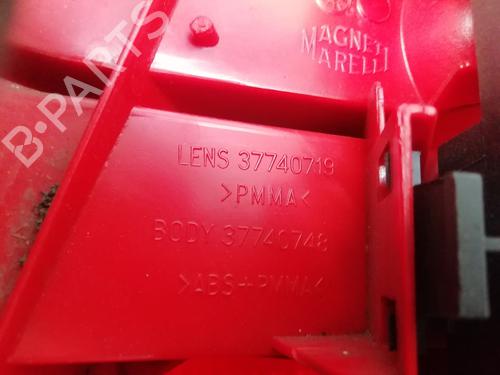 MAGNETI
MARELLI
B-PARTS
LENS 37740719
>PMMA<
BODY 37740748
>ABS+PMMA<